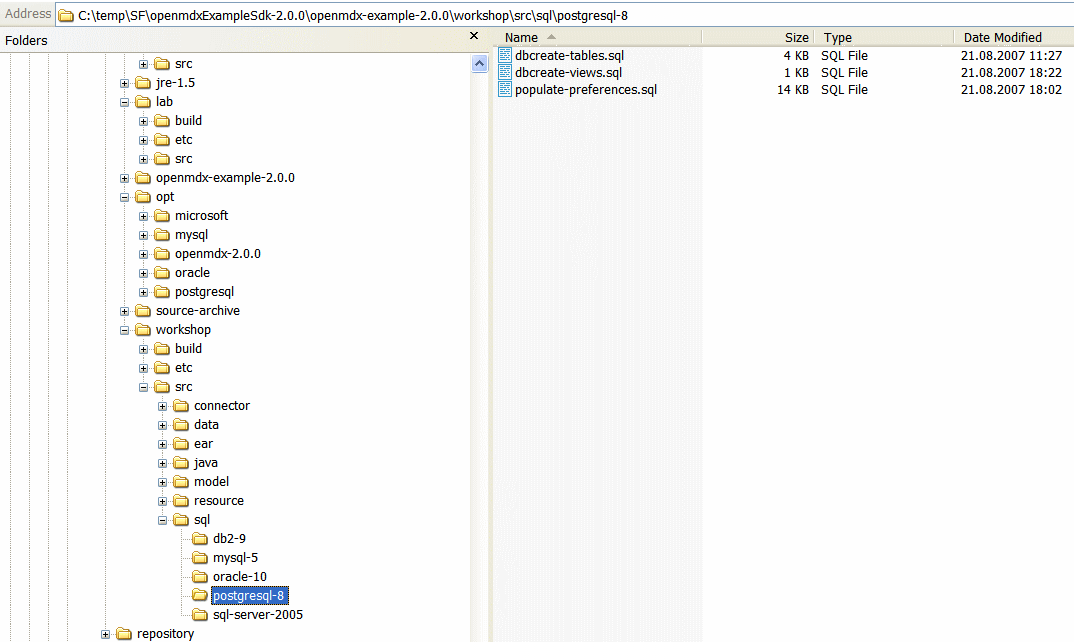 Address C:\temp\SF\openmdxExampleSdk-2.0.0\openmdx-example-2.0.0\workshop\src\sql\postgresql-8
Folders
src
jre-1.5
lab
build
etc
src
openmdx-example-2.0.0
opt
microsoft
mysql
openmdx-2.0.0
oracle
postgresql
source-archive
workshop
build
etc
src
connector
data
ear
java
model
resource
sql
db2-9
mysql-5
oracle-10
postgresql-8
sql-server-2005
repository
Name Size Type Date Modified
dbcreate-tables.sql 4 KB SQL File 21.08.2007 11:27
dbcreate-views.sql 1 KB SQL File 21.08.2007 18:22
populate-preferences.sql 14 KB SQL File 21.08.2007 18:02